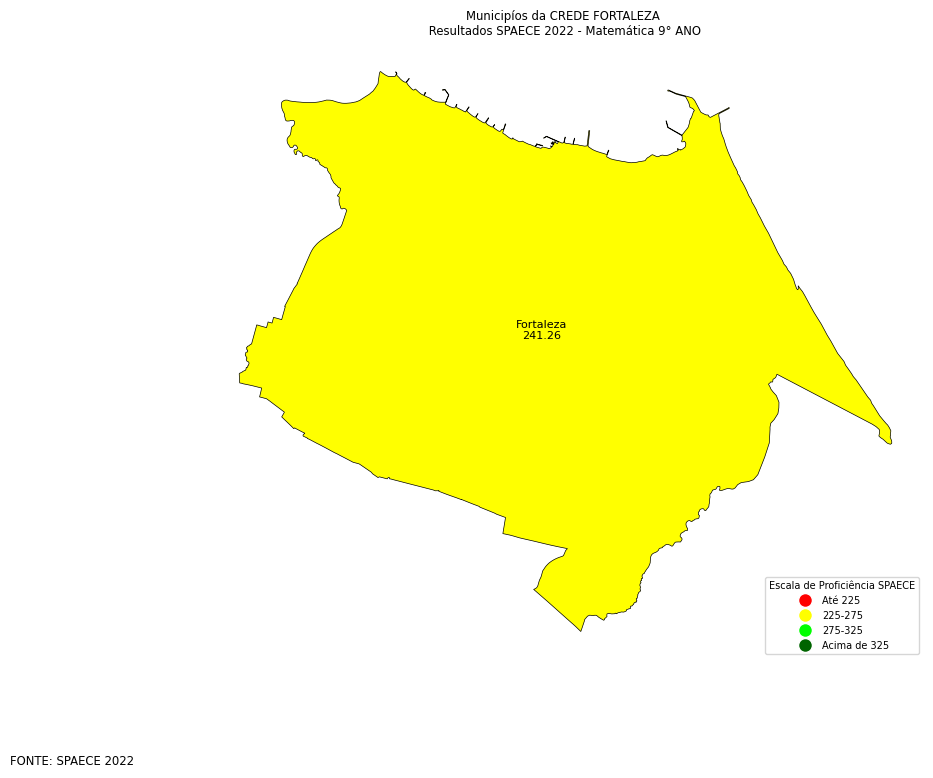 Municipíos da CREDE FORTALEZA
Resultados SPAECE 2022 - Matemática 9° ANO
Fortaleza
241.26
Escala de Proficiência SPAECE
Até 225
225-275
275-325
Acima de 325
FONTE: SPAECE 2022